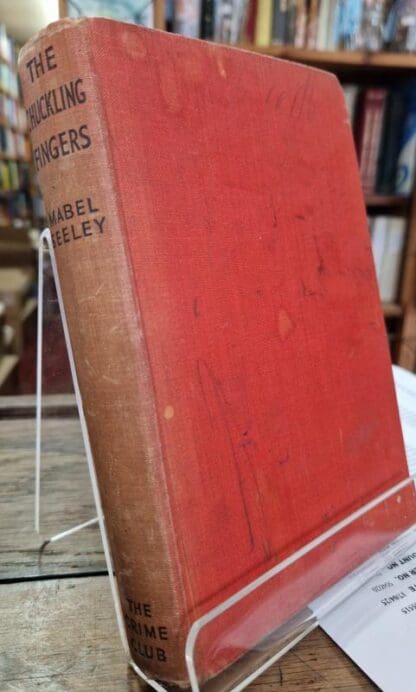 THE
CHUCKLING
FINGERS
MABEL
SEELEY
THE
CRIME
CLUB